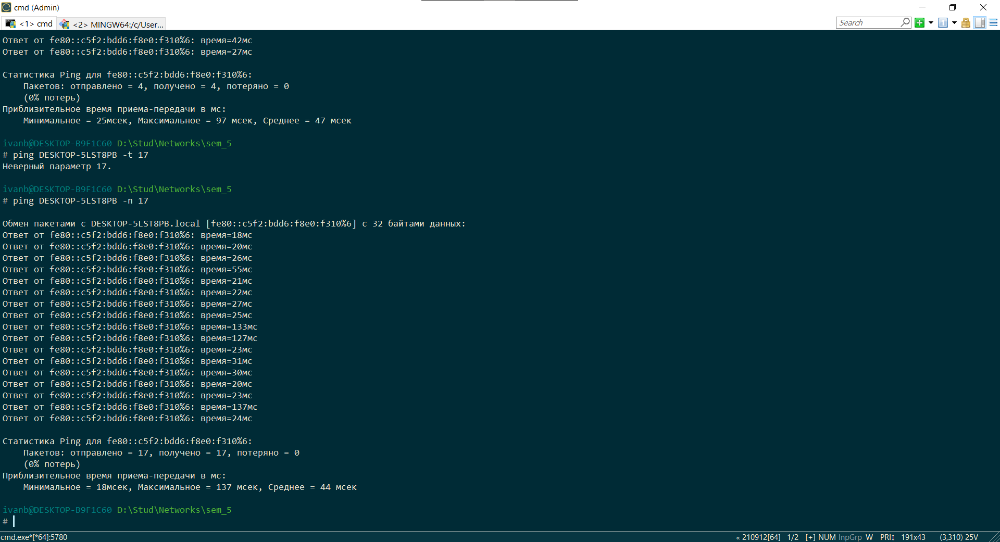 cmd (Admin)
<1> cmd
<2> MINGW64:/c/User...
Search
Ответ от fe80::c5f2:bdd6:f8e0:f310%6: время=42мс
Ответ от fe80::c5f2:bdd6:f8e0:f310%6: время=27мс
Статистика Ping для fe80::c5f2:bdd6:f8e0:f310%6:
    Пакетов: отправлено = 4, получено = 4, потеряно = 0
    (0% потерь)
Приблизительное время приема-передачи в мс:
    Минимальное = 25мсек, Максимальное = 97 мсек, Среднее = 47 мсек
ivanb@DESKTOP-B9F1C60 D:\Stud\Networks\sem_5
# ping DESKTOP-5LST8PB -t 17
Неверный параметр 17.
ivanb@DESKTOP-B9F1C60 D:\Stud\Networks\sem_5
# ping DESKTOP-5LST8PB -n 17
Обмен пакетами с DESKTOP-5LST8PB.local [fe80::c5f2:bdd6:f8e0:f310%6] с 32 байтами данных:
Ответ от fe80::c5f2:bdd6:f8e0:f310%6: время=18мс
Ответ от fe80::c5f2:bdd6:f8e0:f310%6: время=20мс
Ответ от fe80::c5f2:bdd6:f8e0:f310%6: время=26мс
Ответ от fe80::c5f2:bdd6:f8e0:f310%6: время=55мс
Ответ от fe80::c5f2:bdd6:f8e0:f310%6: время=21мс
Ответ от fe80::c5f2:bdd6:f8e0:f310%6: время=22мс
Ответ от fe80::c5f2:bdd6:f8e0:f310%6: время=27мс
Ответ от fe80::c5f2:bdd6:f8e0:f310%6: время=25мс
Ответ от fe80::c5f2:bdd6:f8e0:f310%6: время=133мс
Ответ от fe80::c5f2:bdd6:f8e0:f310%6: время=127мс
Ответ от fe80::c5f2:bdd6:f8e0:f310%6: время=23мс
Ответ от fe80::c5f2:bdd6:f8e0:f310%6: время=31мс
Ответ от fe80::c5f2:bdd6:f8e0:f310%6: время=30мс
Ответ от fe80::c5f2:bdd6:f8e0:f310%6: время=20мс
Ответ от fe80::c5f2:bdd6:f8e0:f310%6: время=23мс
Ответ от fe80::c5f2:bdd6:f8e0:f310%6: время=137мс
Ответ от fe80::c5f2:bdd6:f8e0:f310%6: время=24мс
Статистика Ping для fe80::c5f2:bdd6:f8e0:f310%6:
    Пакетов: отправлено = 17, получено = 17, потеряно = 0
    (0% потерь)
Приблизительное время приема-передачи в мс:
    Минимальное = 18мсек, Максимальное = 137 мсек, Среднее = 44 мсек
ivanb@DESKTOP-B9F1C60 D:\Stud\Networks\sem_5
#
cmd.exe*[*64]:5780
« 210912[64] 1/2 [+] NUM InpGrp W PRI↕ 191x43 (3,310) 25V